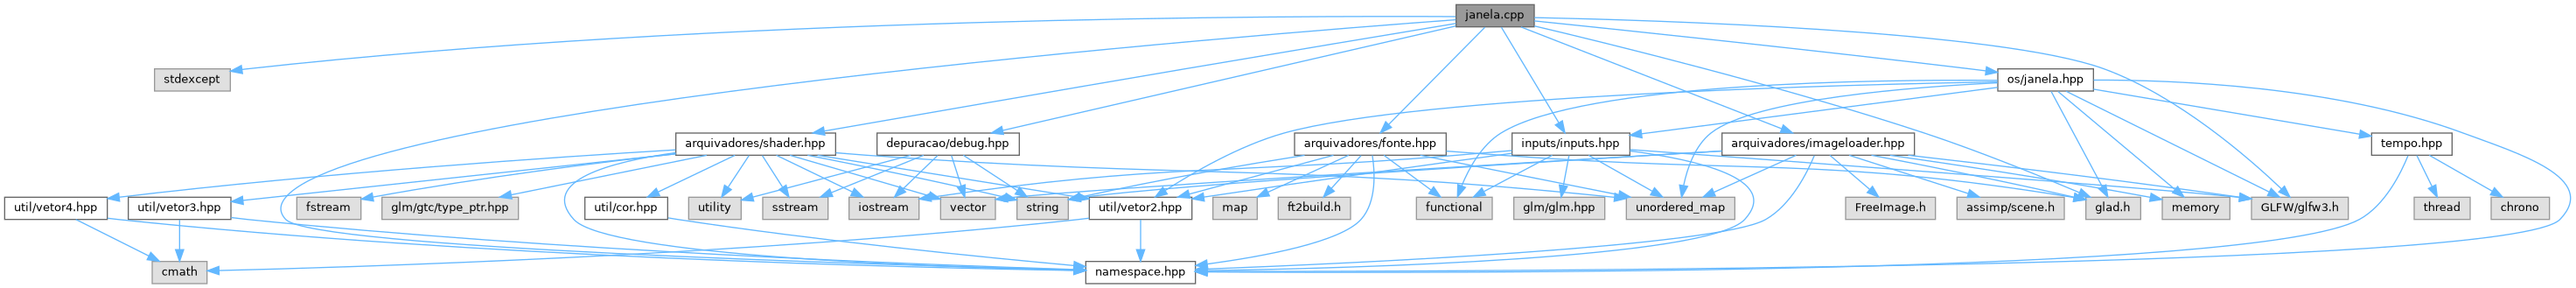 janela.cpp
stdexcept
os/janela.hpp
arquivadores/shader.hpp
depuracao/debug.hpp
arquivadores/fonte.hpp
inputs/inputs.hpp
arquivadores/imageloader.hpp
tempo.hpp
util/vetor4.hpp
util/vetor3.hpp
fstream
glm/gtc/type_ptr.hpp
util/cor.hpp
utility
sstream
iostream
vector
string
util/vetor2.hpp
map
ft2build.h
functional
glm/glm.hpp
unordered_map
FreeImage.h
assimp/scene.h
glad.h
memory
GLFW/glfw3.h
thread
chrono
cmath
namespace.hpp